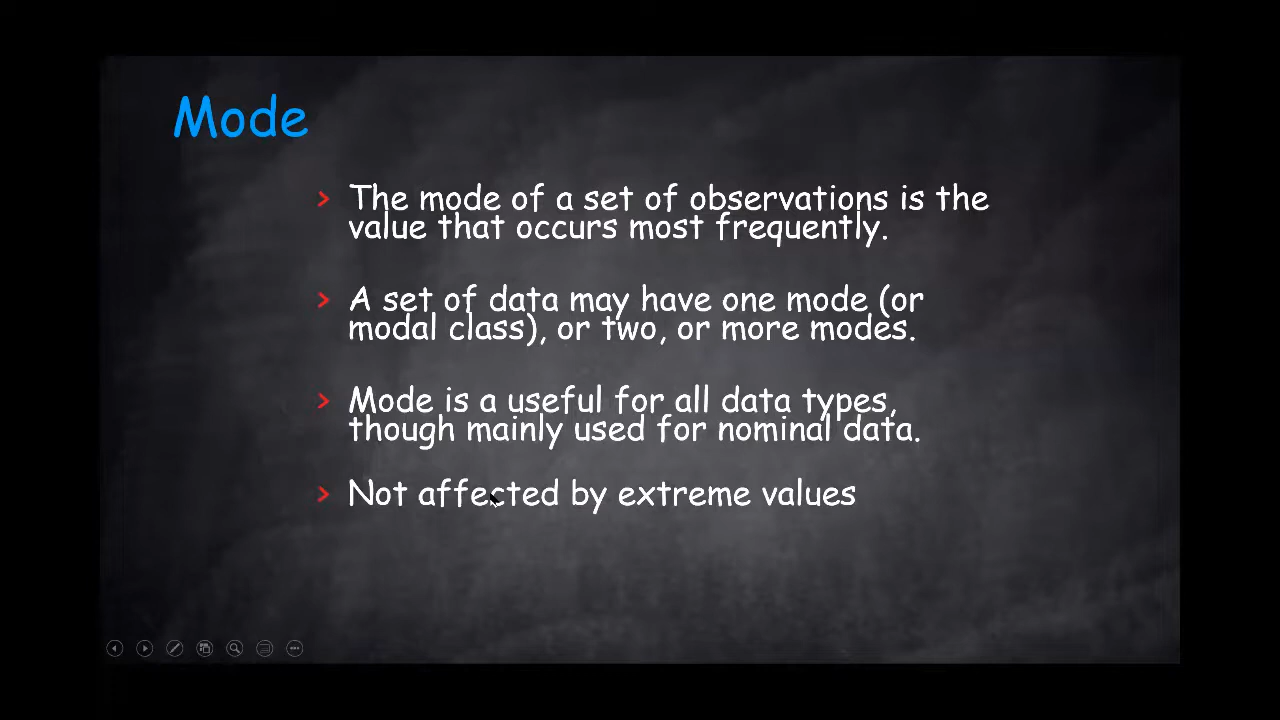 Mode
> The mode of a set of observations is the
value that occurs most frequently.
> A set of data may have one mode (or
modal class), or two, or more modes.
> Mode is a useful for all data types,
though mainly used for nominal data.
> Not affected by extreme values